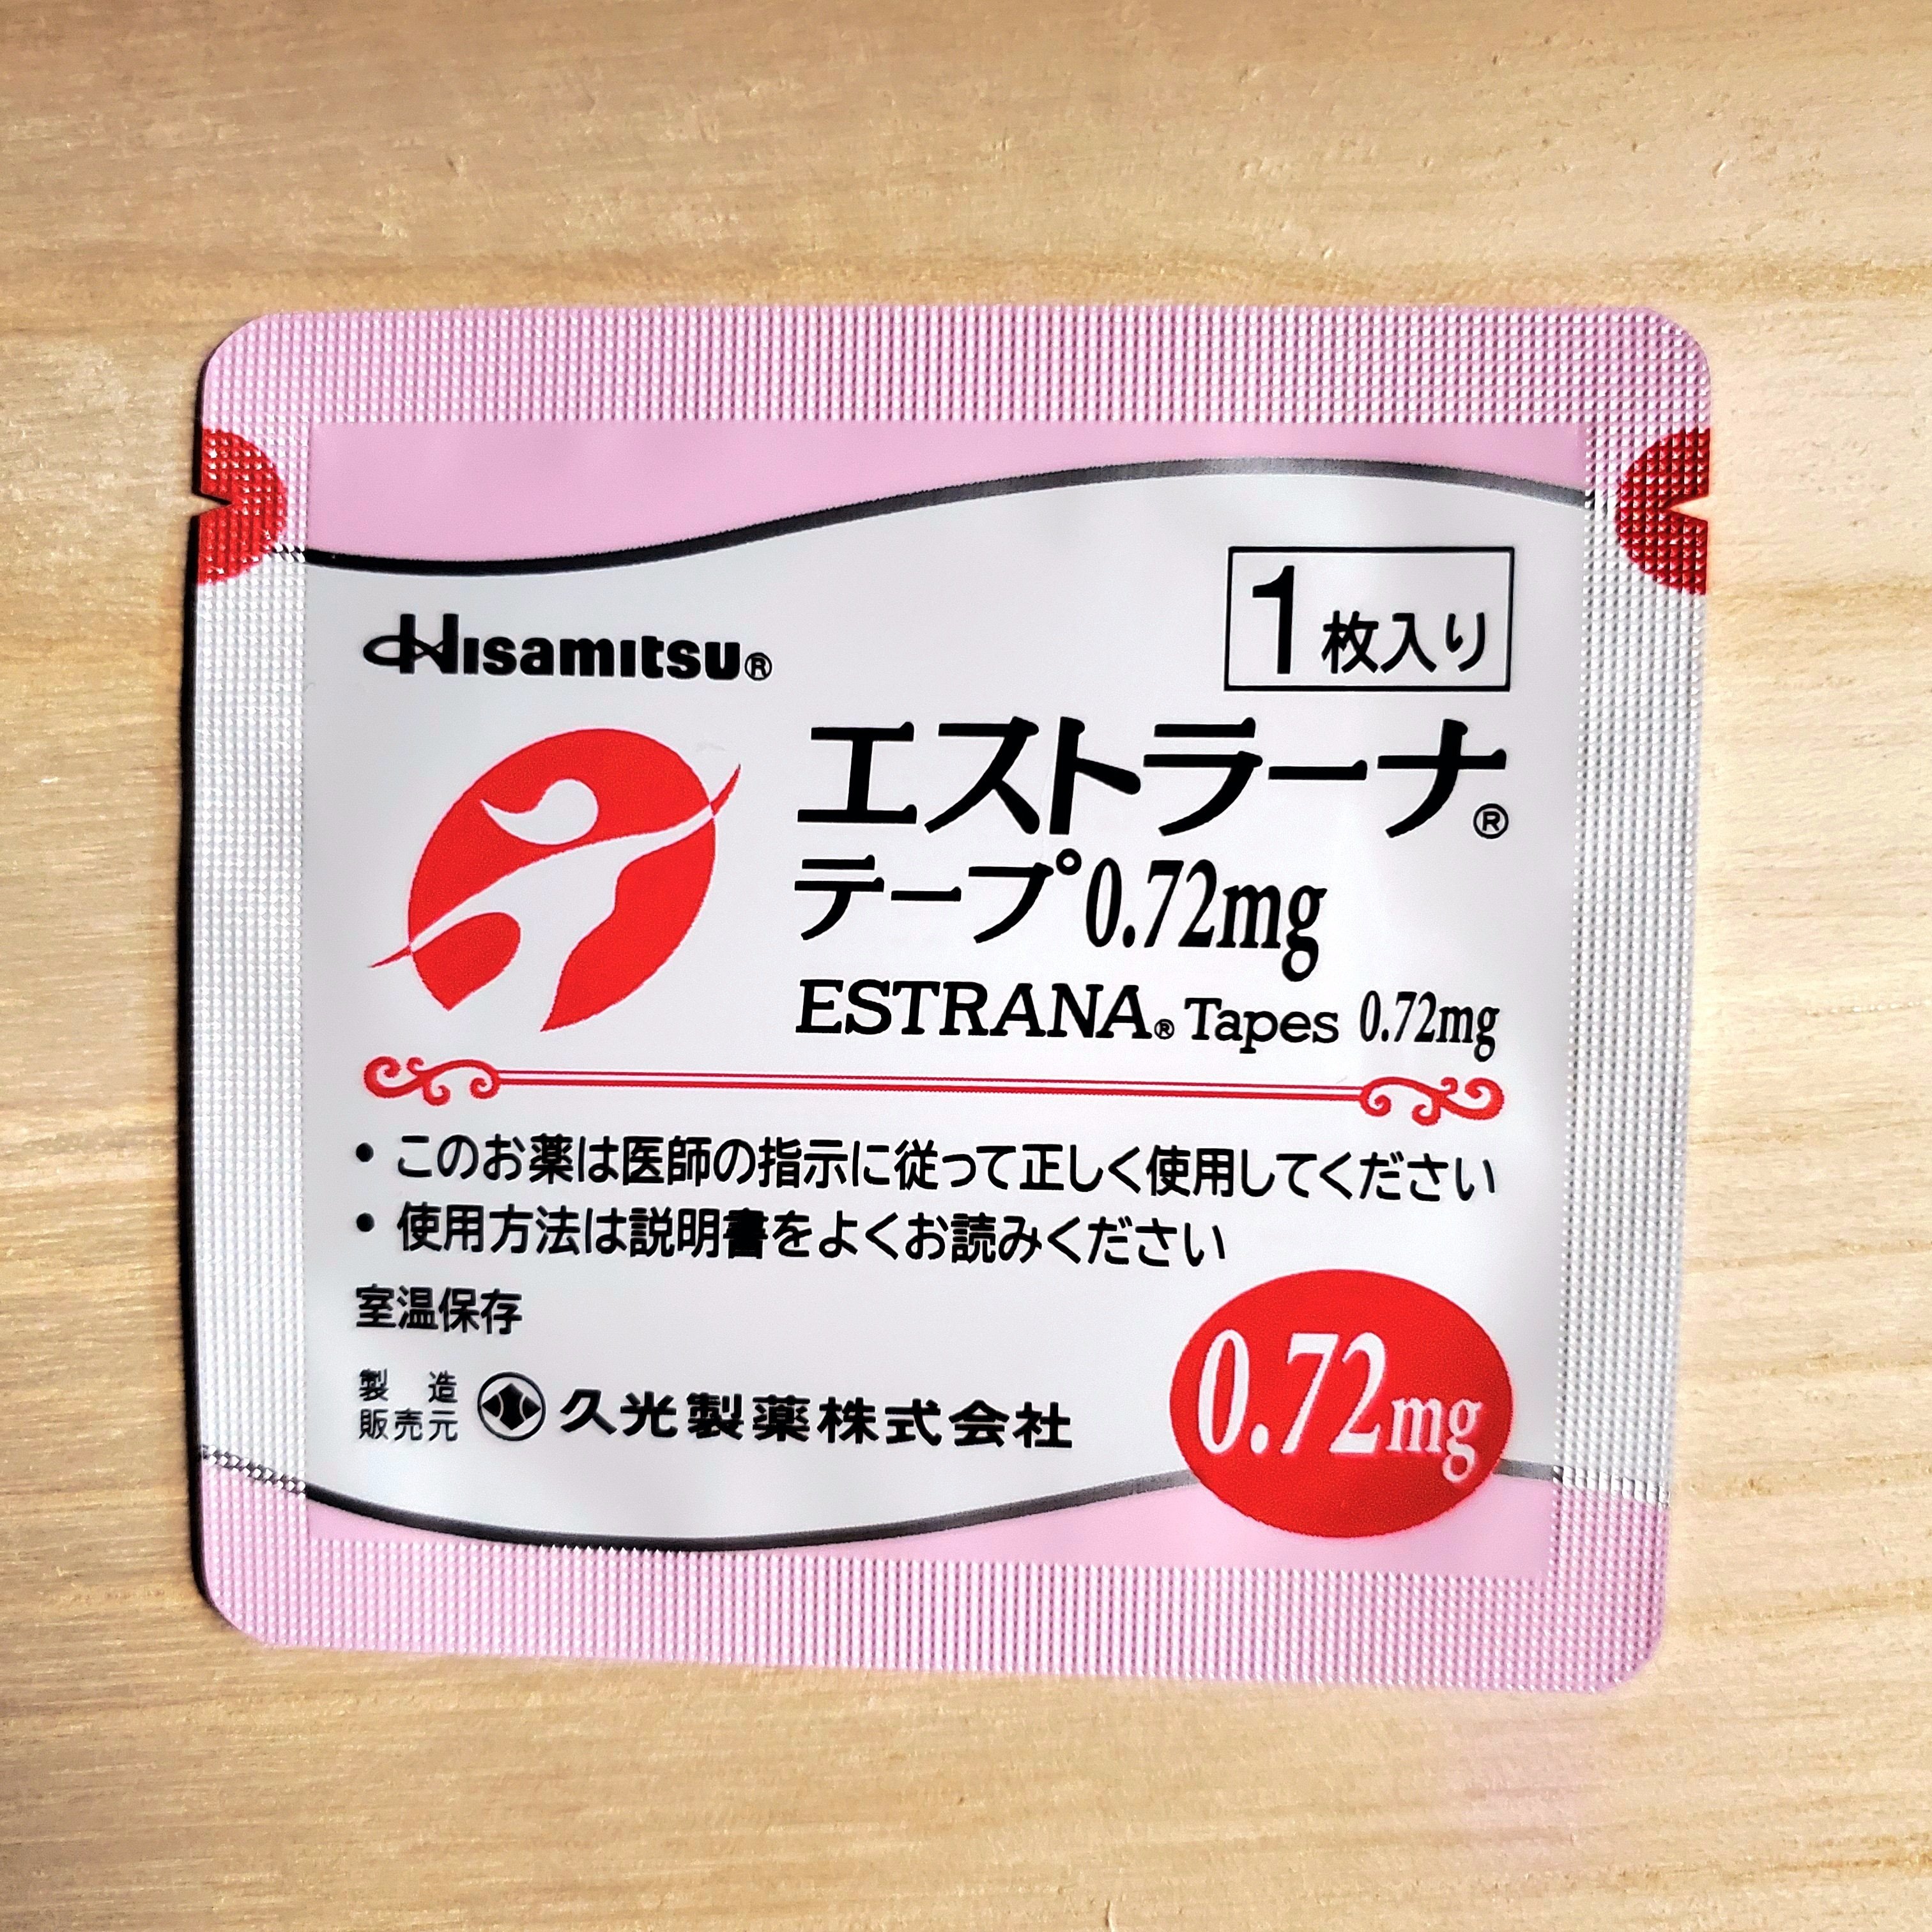 Hisamitsu®
1枚入り
エストラーナ®
テープ0.72mg
ESTRANA® Tapes 0.72mg
• このお薬は医師の指示に従って正しく使用してください
• 使用方法は説明書をよくお読みください
室温保存
製造
販売元
久光製薬株式会社
0.72mg